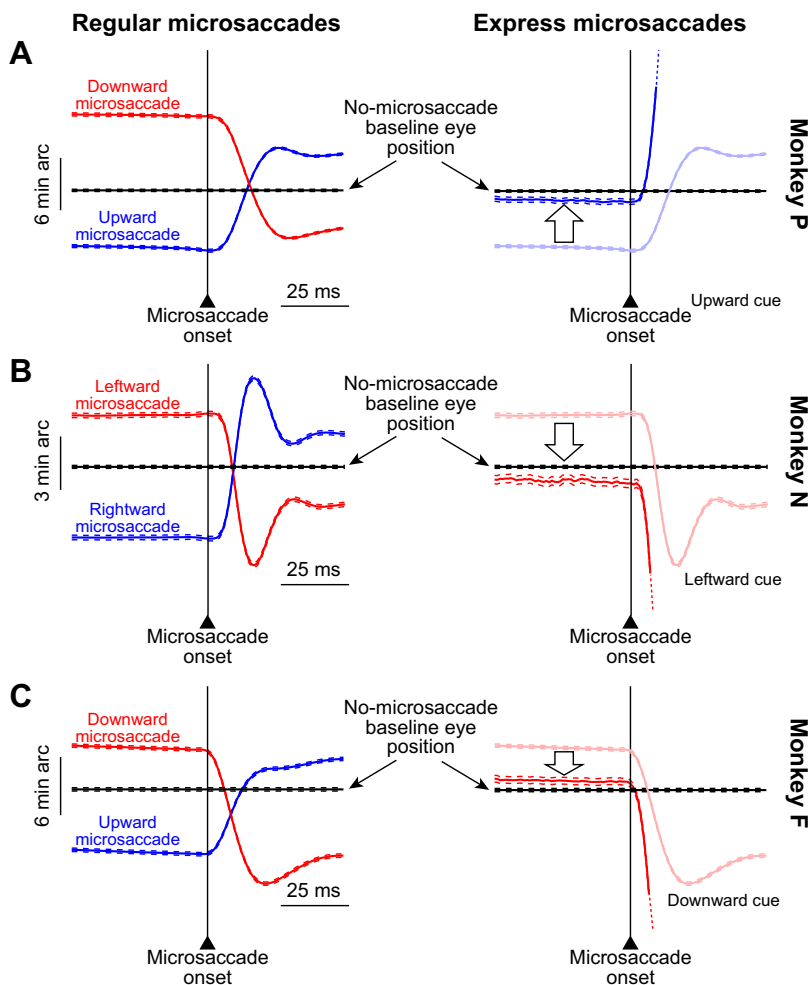 Regular microsaccades
Express microsaccades
A
Downward
microsaccade
No-microsaccade
baseline eye
position
6 min arc
Upward
microsaccade
25 ms
Microsaccade
onset
Microsaccade
onset
Upward cue
Monkey P
B
Leftward
microsaccade
No-microsaccade
baseline eye
position
3 min arc
Rightward
microsaccade
25 ms
Microsaccade
onset
Microsaccade
onset
Leftward cue
Monkey N
C
Downward
microsaccade
No-microsaccade
baseline eye
position
6 min arc
Upward
microsaccade
25 ms
Microsaccade
onset
Microsaccade
onset
Downward cue
Monkey F